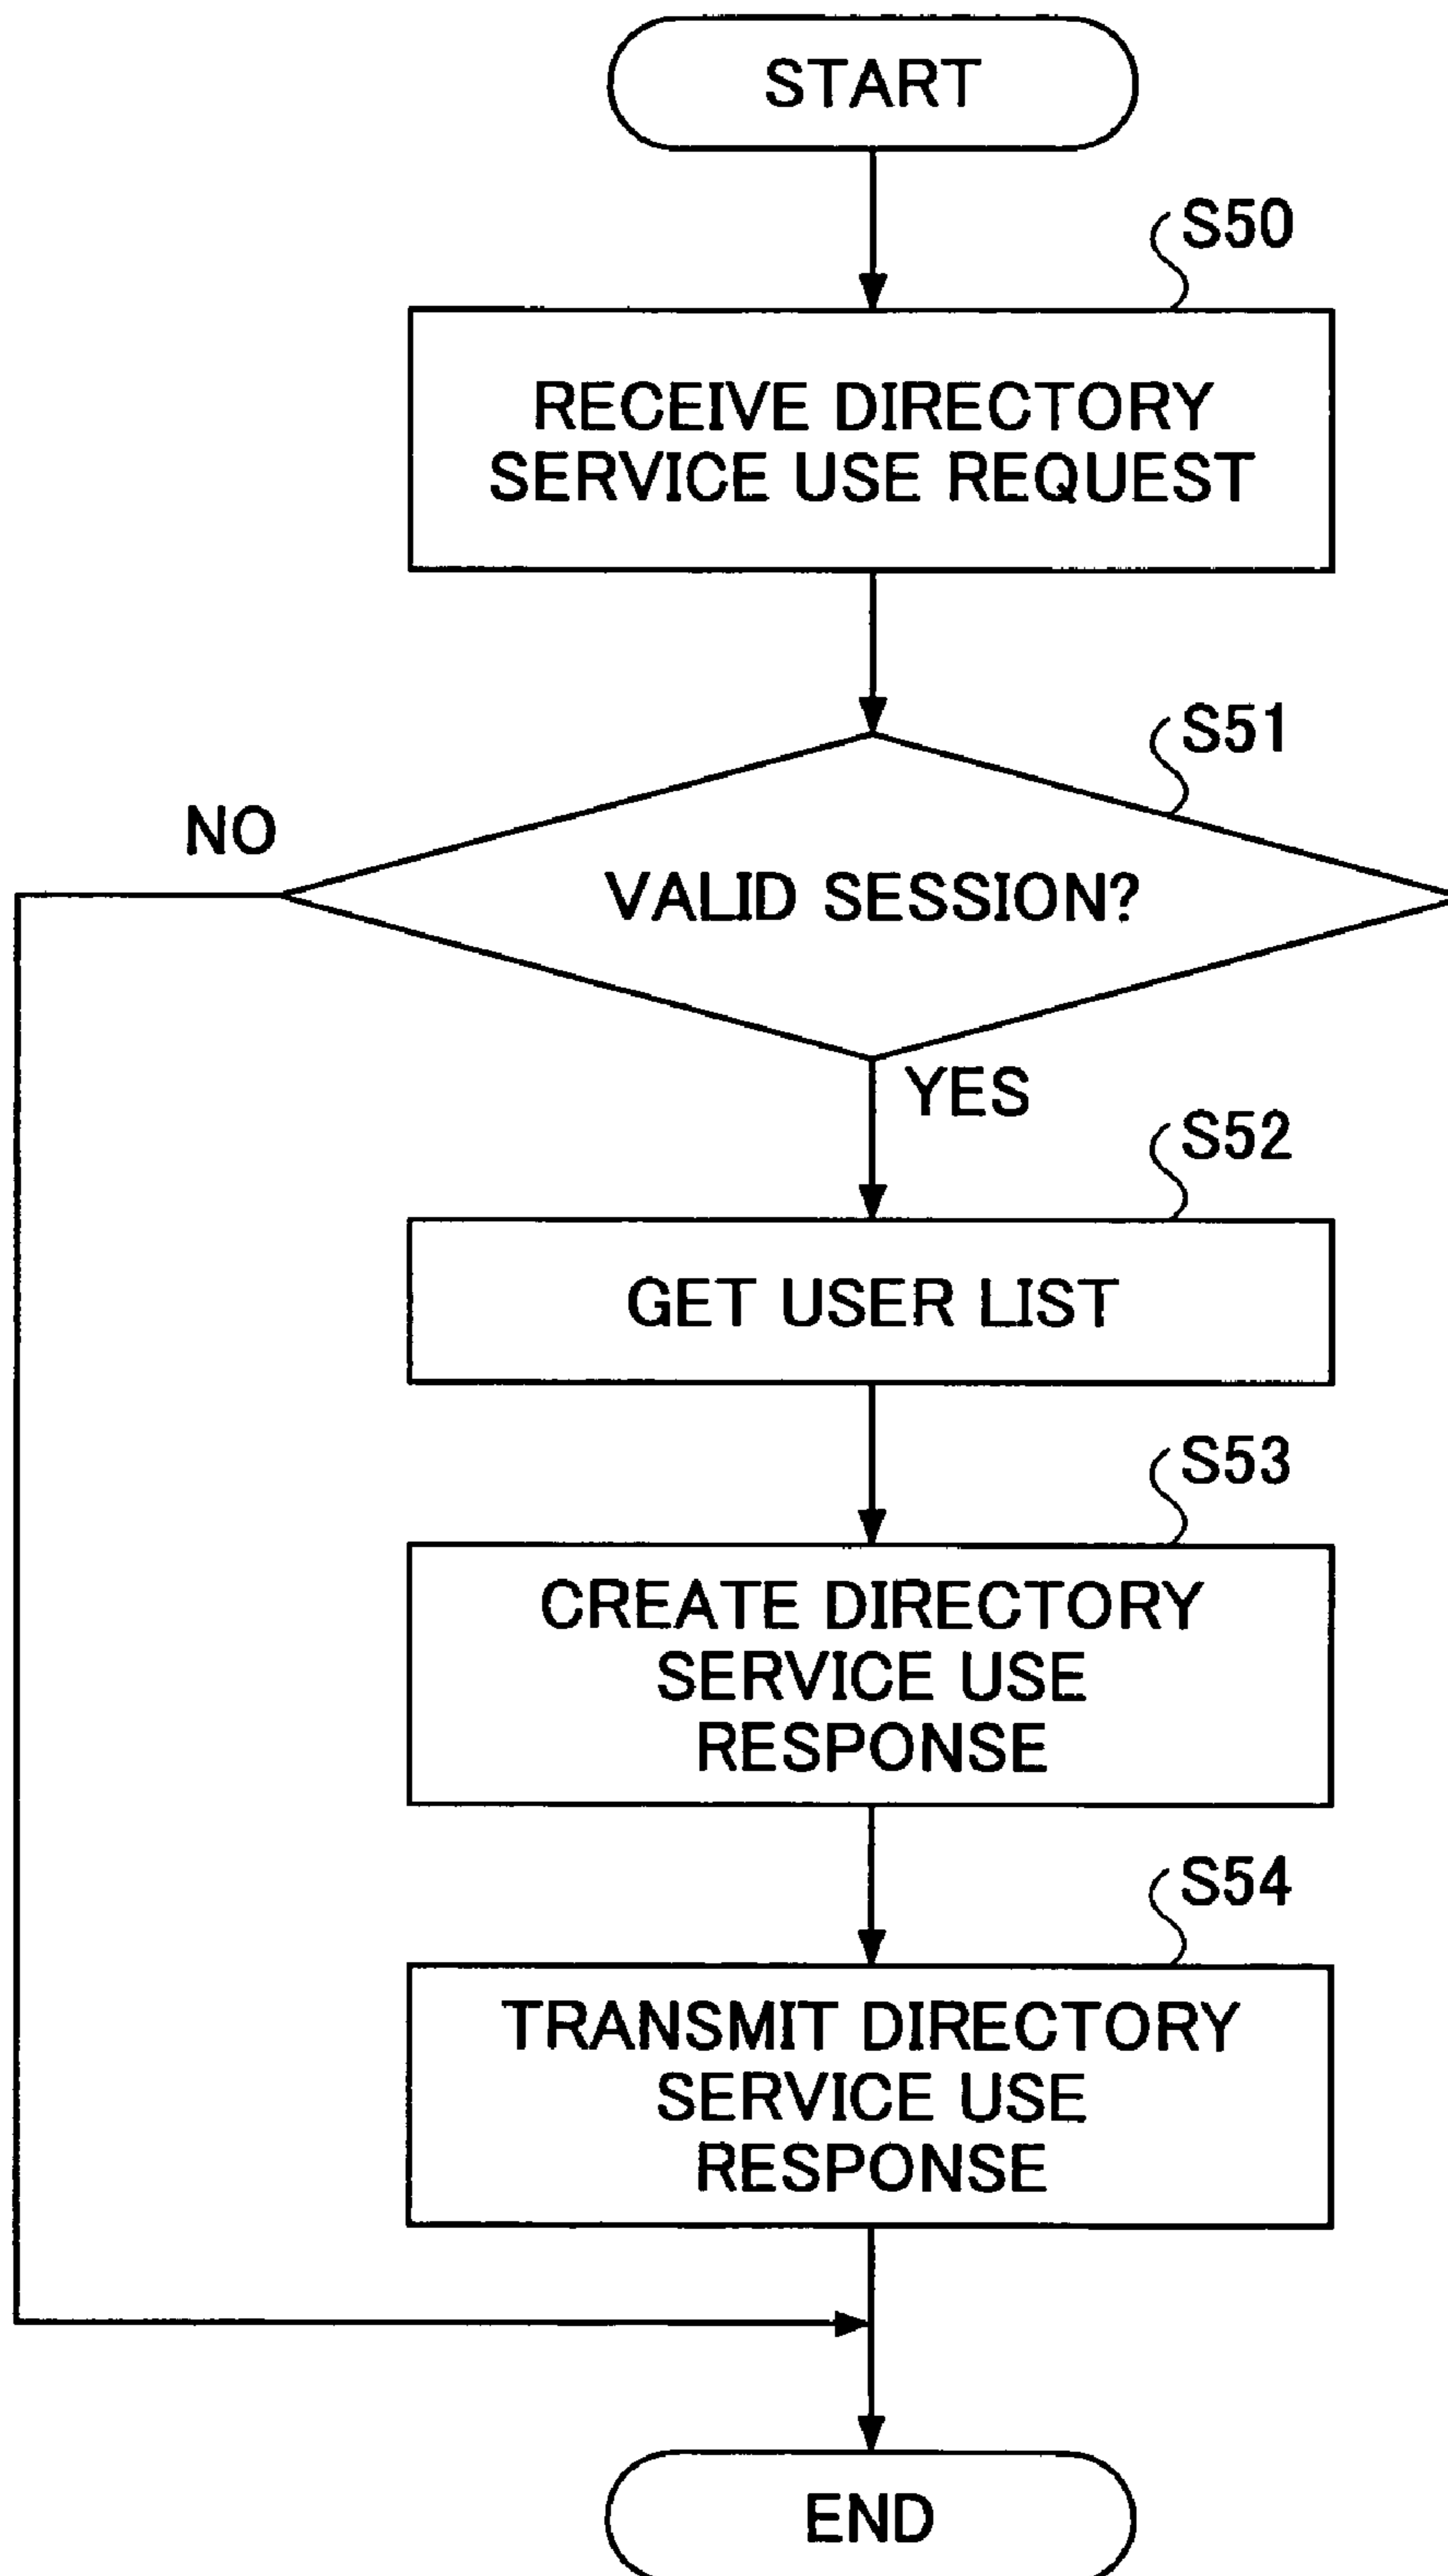 START
S50
RECEIVE DIRECTORY
SERVICE USE REQUEST
S51
NO
VALID SESSION?
YES
S52
GET USER LIST
S53
CREATE DIRECTORY
SERVICE USE
RESPONSE
S54
TRANSMIT DIRECTORY
SERVICE USE
RESPONSE
END